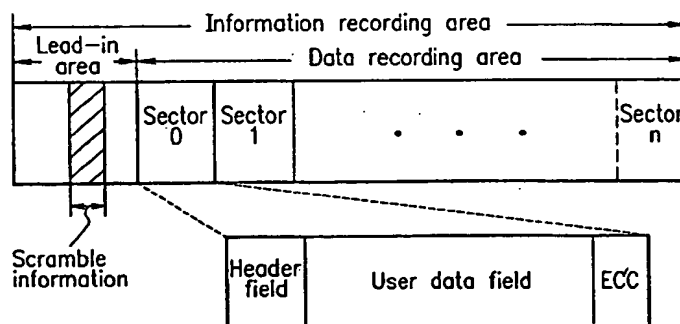 Information recording area
Lead-in
area
Data recording area
Sector
0
Sector
1
Sector
n
Scramble
information
Header
field
User data field
ECC